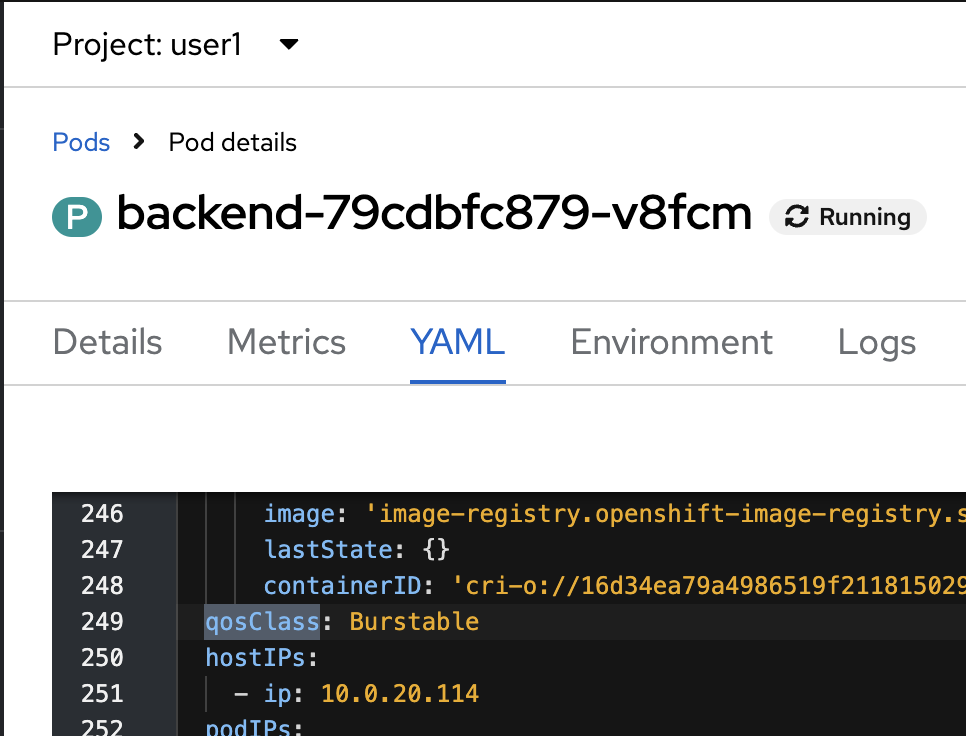 Project: user1
Pods > Pod details
P backend-79cdbfc879-v8fcm Running
Details Metrics YAML Environment Logs
246 image: 'image-registry.openshift-image-registry.s
247 lastState: {}
248 containerID: 'cri-o://16d34ea79a4986519f211815029
249 qosClass: Burstable
250 hostIPs:
251 - ip: 10.0.20.114
252 podIPs: